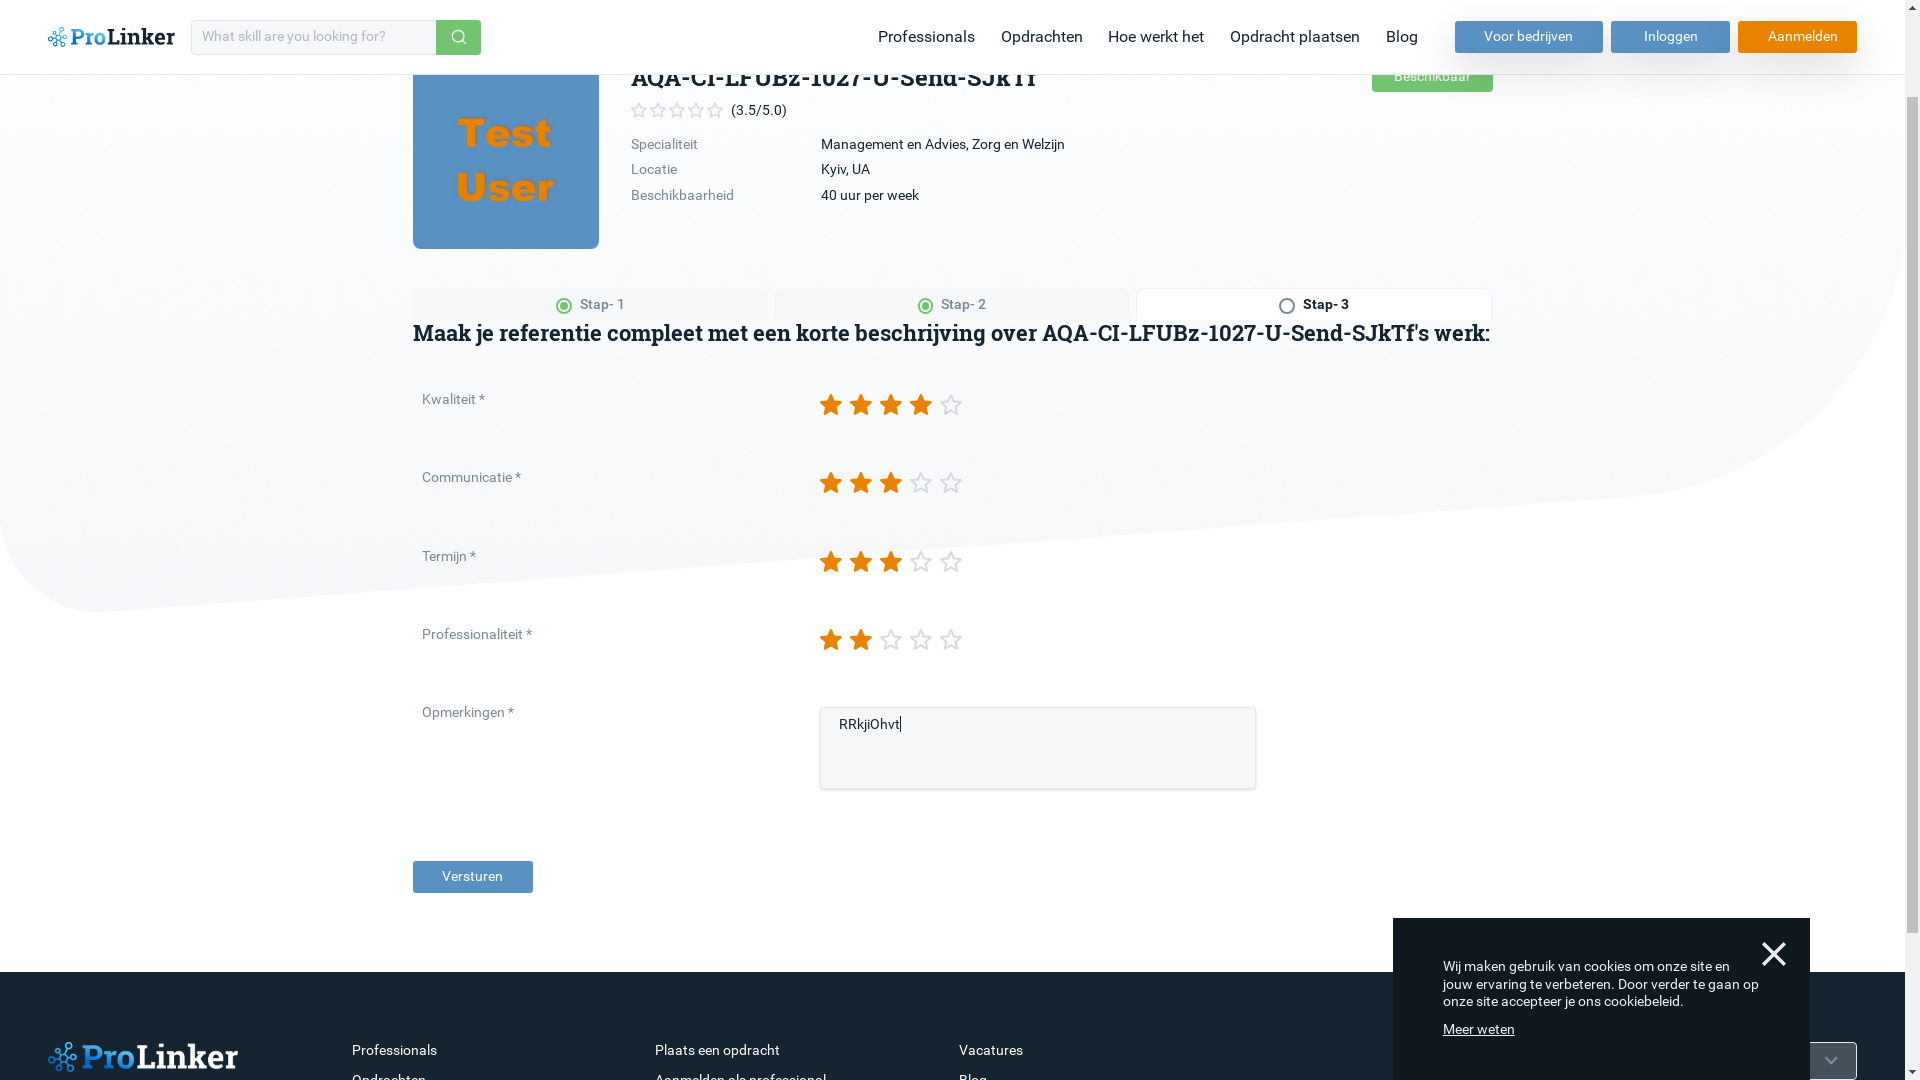 ProLinker
What skill are you looking for?
Professionals
Opdrachten
Hoe werkt het
Opdracht plaatsen
Blog
Voor bedrijven
Inloggen
Aanmelden
Test
User
AQA-CI-LFUBz-1027-U-Send-SJkTf
Beschikbaar
(3.5/5.0)
Specialiteit Management en Advies, Zorg en Welzijn
Locatie Kyiv, UA
Beschikbaarheid 40 uur per week
Stap- 1
Stap- 2
Stap- 3
Maak je referentie compleet met een korte beschrijving over AQA-CI-LFUBz-1027-U-Send-SJkTf's werk:
Kwaliteit *
Communicatie *
Termijn *
Professionaliteit *
Opmerkingen *
RRkjiOhvt
Versturen
Wij maken gebruik van cookies om onze site en
jouw ervaring te verbeteren. Door verder te gaan op
onze site accepteer je ons cookiebeleid.
Meer weten
ProLinker
Professionals
Plaats een opdracht
Vacatures
Opdrachten
Aanmelden als professional
Blog